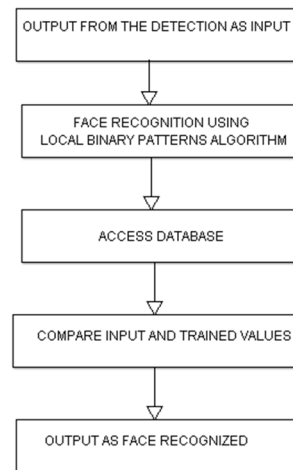 OUTPUT FROM THE DETECTION AS INPUT
FACE RECOGNITION USING
LOCAL BINARY PATTERNS ALGORITHM
ACCESS DATABASE
COMPARE INPUT AND TRAINED VALUES
OUTPUT AS FACE RECOGNIZED